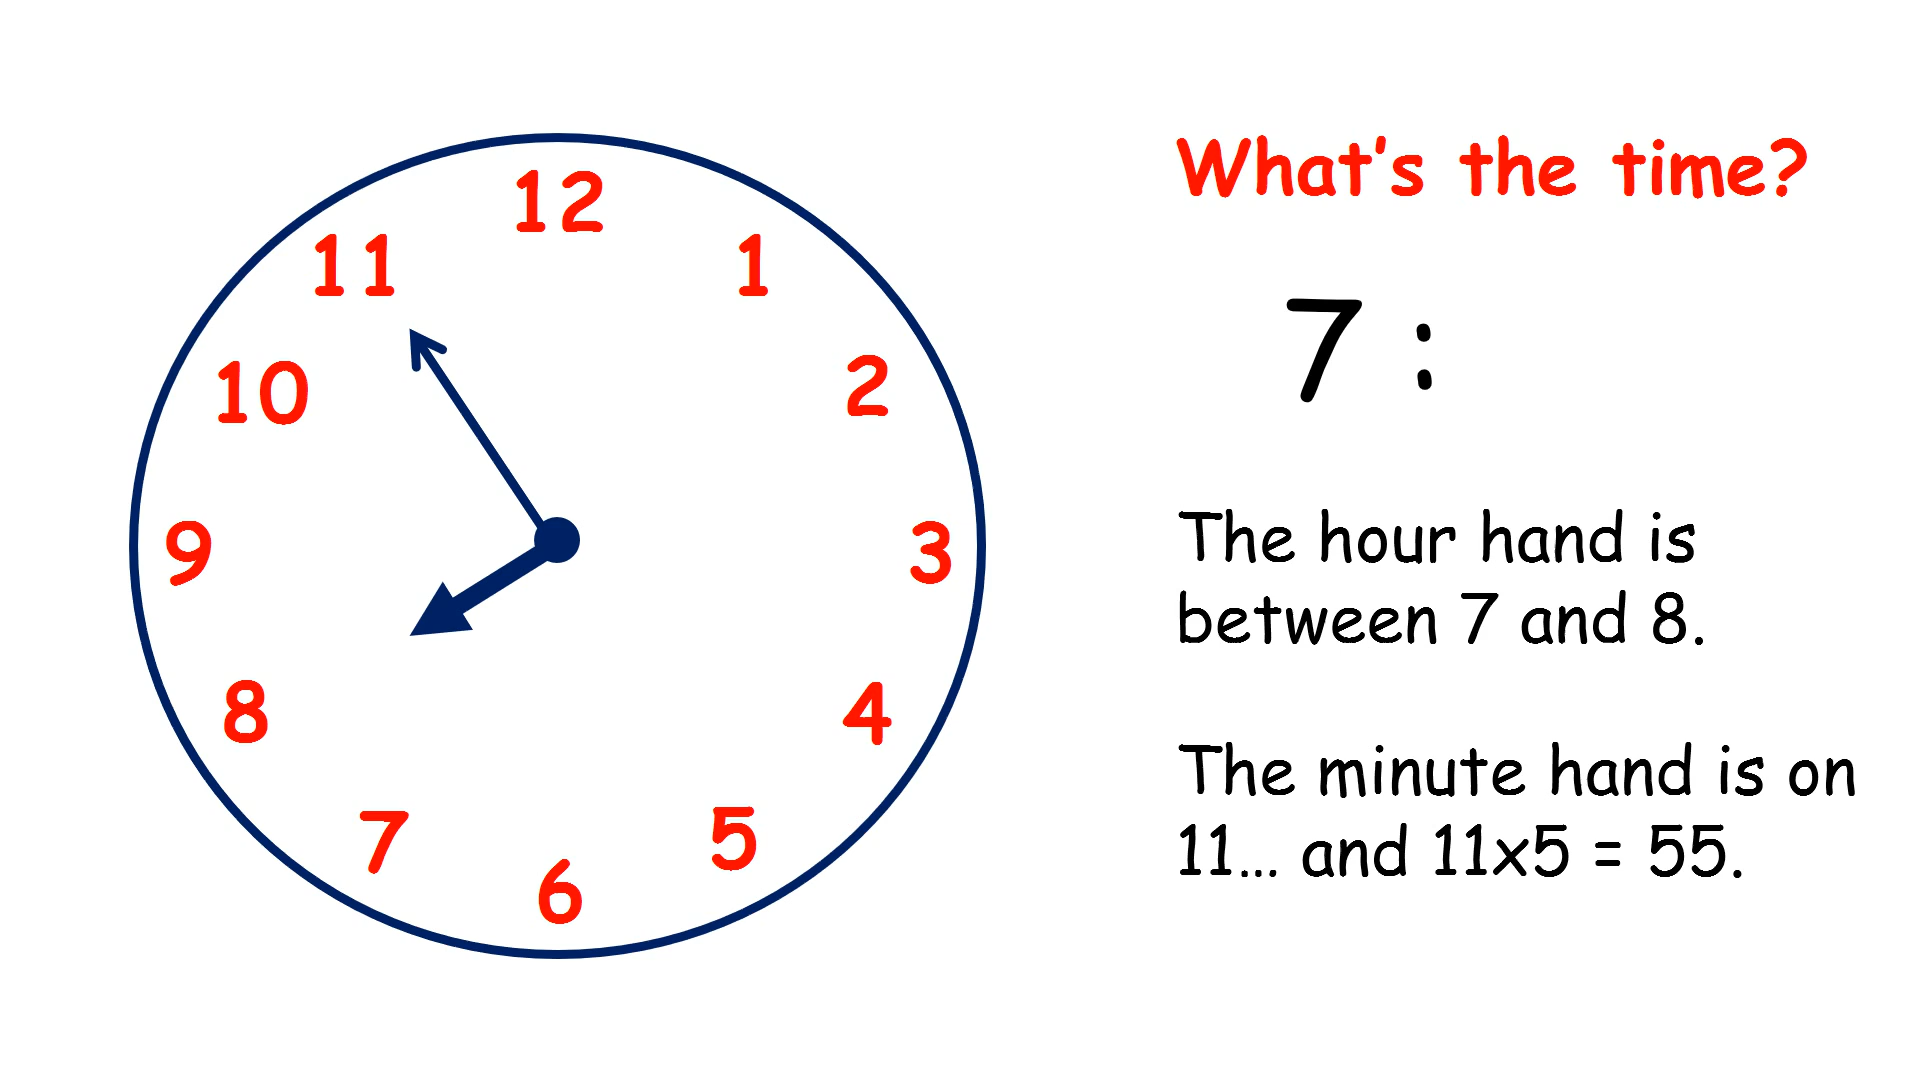 12
11
1
10
2
9
3
8
4
7
5
6
What's the time?
7 :
The hour hand is
between 7 and 8.
The minute hand is on
11... and 11x5 = 55.